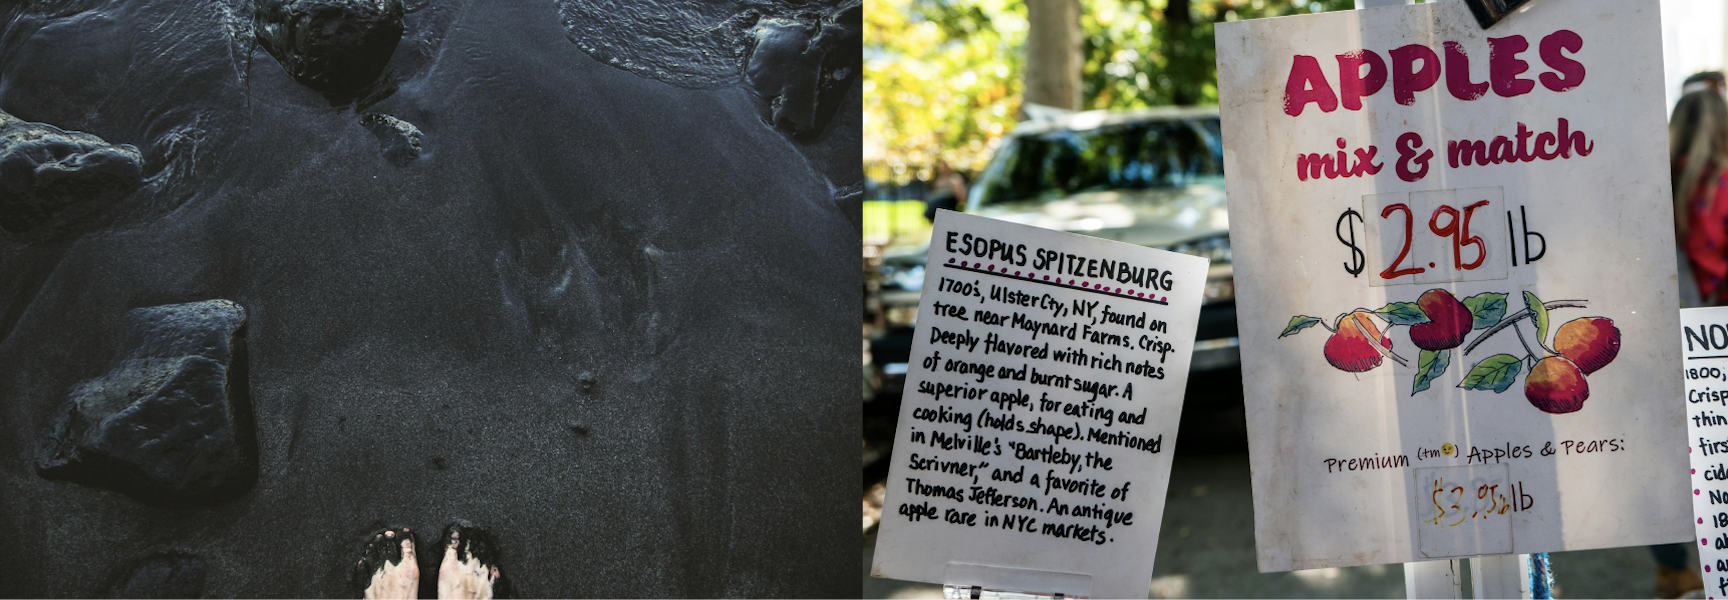 ESOPUS SPITZENBURG
1700's, Ulster Cty, NY, found on
tree near Maynard Farms. Crisp.
Deeply flavored with rich notes
of orange and burnt sugar. A
superior apple, for eating and
cooking (holds shape). Mentioned
in Melville's "Bartleby, the
Scrivner," and a favorite of
Thomas Jefferson. An antique
apple rare in NYC markets.
APPLES
mix & match
$2.95 lb
Premium (tm) Apples & Pears:
$3.95 lb
NO
1800,
Crisp
thin
firs
cid
No
18